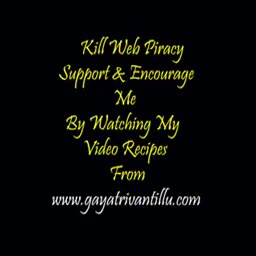 Kill Web Piracy
Support & Encourage
Me
By Watching My
Video Recipes
From
www.gayatrivantillu.com